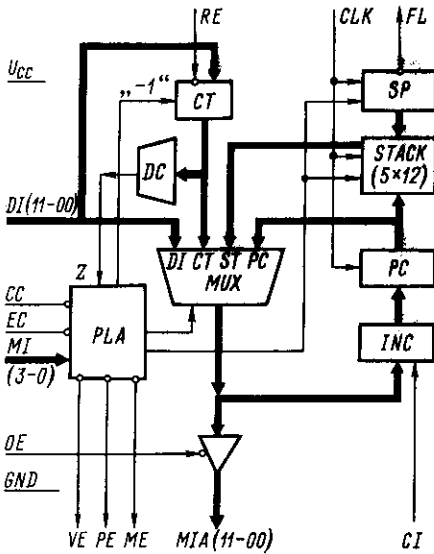 RE CLK FL
Ucc
„-1“
CT
SP
DC
STACK
(5×12)
DI(11-00)
DI CT ST PC
MUX
PC
Z
CC
EC
MI
(3-0)
PLA
INC
OE
GND
VE PE ME MIA(11-00) CI